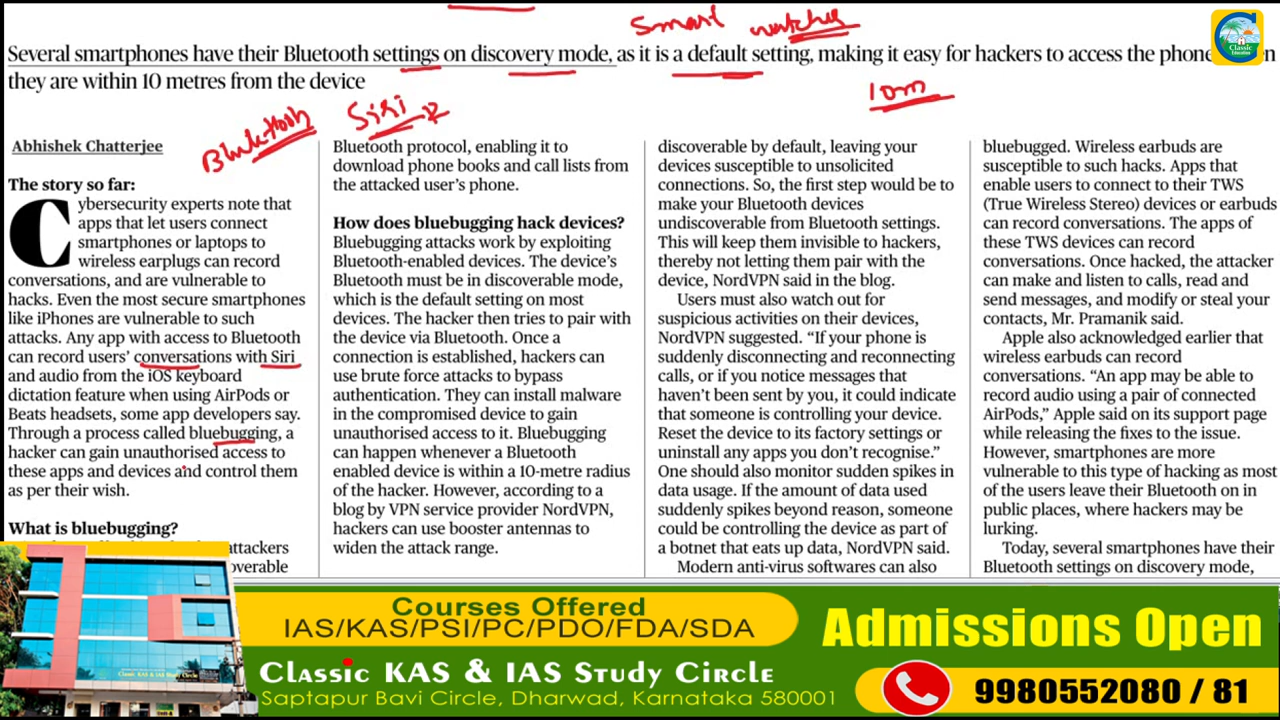 Smart watches
Several smartphones have their Bluetooth settings on discovery mode, as it is a default setting, making it easy for hackers to access the phone
they are within 10 metres from the device
10m
Bluetooth
Siri
Abhishek Chatterjee
The story so far:
Cybersecurity experts note that
apps that let users connect
smartphones or laptops to
wireless earplugs can record
conversations, and are vulnerable to
hacks. Even the most secure smartphones
like iPhones are vulnerable to such
attacks. Any app with access to Bluetooth
can record users’ conversations with Siri
and audio from the iOS keyboard
dictation feature when using AirPods or
Beats headsets, some app developers say.
Through a process called bluebugging, a
hacker can gain unauthorised access to
these apps and devices and control them
as per their wish.
What is bluebugging?
attackers
Bluetooth protocol, enabling it to
download phone books and call lists from
the attacked user’s phone.
How does bluebugging hack devices?
Bluebugging attacks work by exploiting
Bluetooth-enabled devices. The device’s
Bluetooth must be in discoverable mode,
which is the default setting on most
devices. The hacker then tries to pair with
the device via Bluetooth. Once a
connection is established, hackers can
use brute force attacks to bypass
authentication. They can install malware
in the compromised device to gain
unauthorised access to it. Bluebugging
can happen whenever a Bluetooth
enabled device is within a 10-metre radius
of the hacker. However, according to a
blog by VPN service provider NordVPN,
hackers can use booster antennas to
widen the attack range.
discoverable by default, leaving your
devices susceptible to unsolicited
connections. So, the first step would be to
make your Bluetooth devices
undiscoverable from Bluetooth settings.
This will keep them invisible to hackers,
thereby not letting them pair with the
device, NordVPN said in the blog.
Users must also watch out for
suspicious activities on their devices,
NordVPN suggested. “If your phone is
suddenly disconnecting and reconnecting
calls, or if you notice messages that
haven’t been sent by you, it could indicate
that someone is controlling your device.
Reset the device to its factory settings or
uninstall any apps you don’t recognise.”
One should also monitor sudden spikes in
data usage. If the amount of data used
suddenly spikes beyond reason, someone
could be controlling the device as part of
a botnet that eats up data, NordVPN said.
Modern anti-virus softwares can also
bluebugged. Wireless earbuds are
susceptible to such hacks. Apps that
enable users to connect to their TWS
(True Wireless Stereo) devices or earbuds
can record conversations. The apps of
these TWS devices can record
conversations. Once hacked, the attacker
can make and listen to calls, read and
send messages, and modify or steal your
contacts, Mr. Pramanik said.
Apple also acknowledged earlier that
wireless earbuds can record
conversations. “An app may be able to
record audio using a pair of connected
AirPods,” Apple said on its support page
while releasing the fixes to the issue.
However, smartphones are more
vulnerable to this type of hacking as most
of the users leave their Bluetooth on in
public places, where hackers may be
lurking.
Today, several smartphones have their
Bluetooth settings on discovery mode,
Classic
Education
Courses Offered
IAS/KAS/PSI/PC/PDO/FDA/SDA
Classic KAS & IAS Study Circle
Saptapur Bavi Circle, Dharwad, Karnataka 580001
Admissions Open
9980552080 / 81
Classic KAS & IAS Study Circle